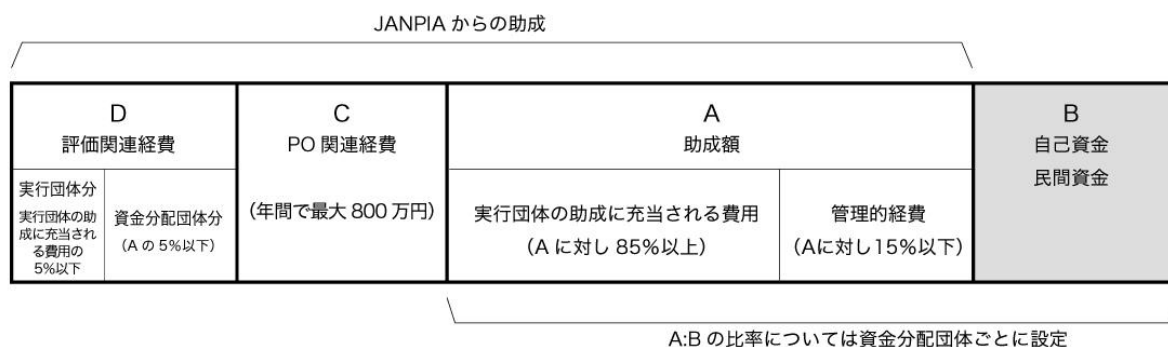 JANPIA からの助成
D
評価関連経費
実行団体分
実行団体の助
成に充当され
る費用の
5%以下
資金分配団体分
(A の 5%以下)
C
PO 関連経費
(年間で最大 800 万円)
A
助成額
実行団体の助成に充当される費用
(A に対し 85%以上)
管理的経費
(Aに対し15%以下)
B
自己資金
民間資金
A:B の比率については資金分配団体ごとに設定